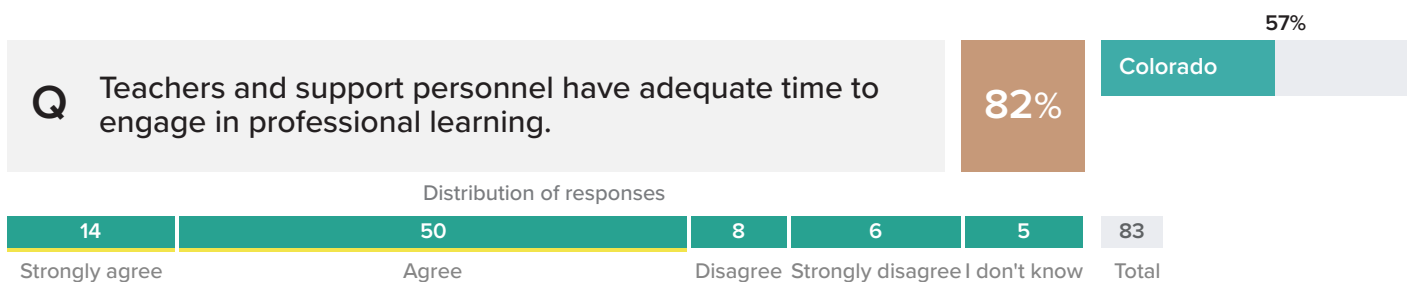 57%
Q
Teachers and support personnel have adequate time to
engage in professional learning.
82%
Colorado
Distribution of responses
14
50
8
6
5
83
Strongly agree
Agree
Disagree
Strongly disagree
I don't know
Total